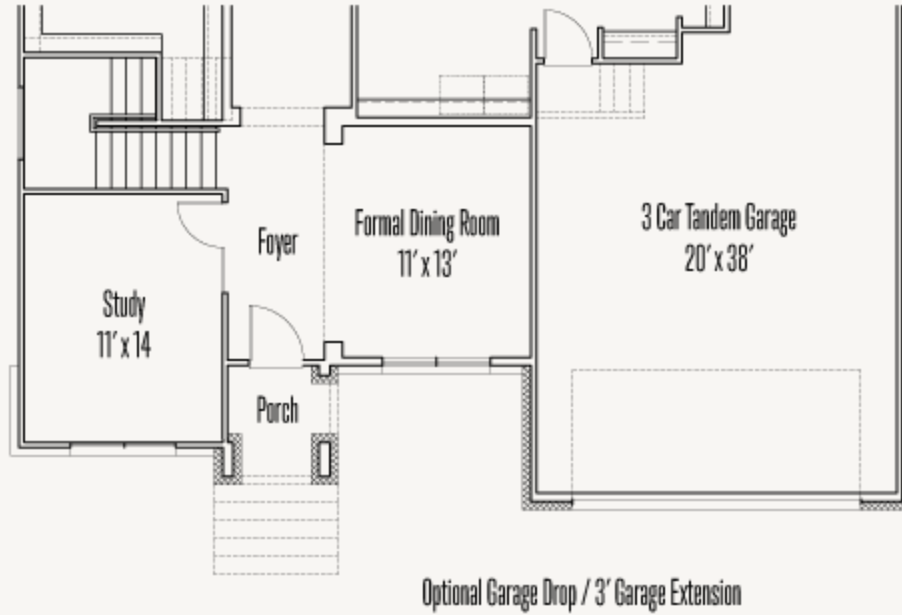 3 Car Tandem Garage
20' x 38'
Formal Dining Room
11' x 13'
Foyer
Study
11' x 14
Porch
Optional Garage Drop / 3' Garage Extension